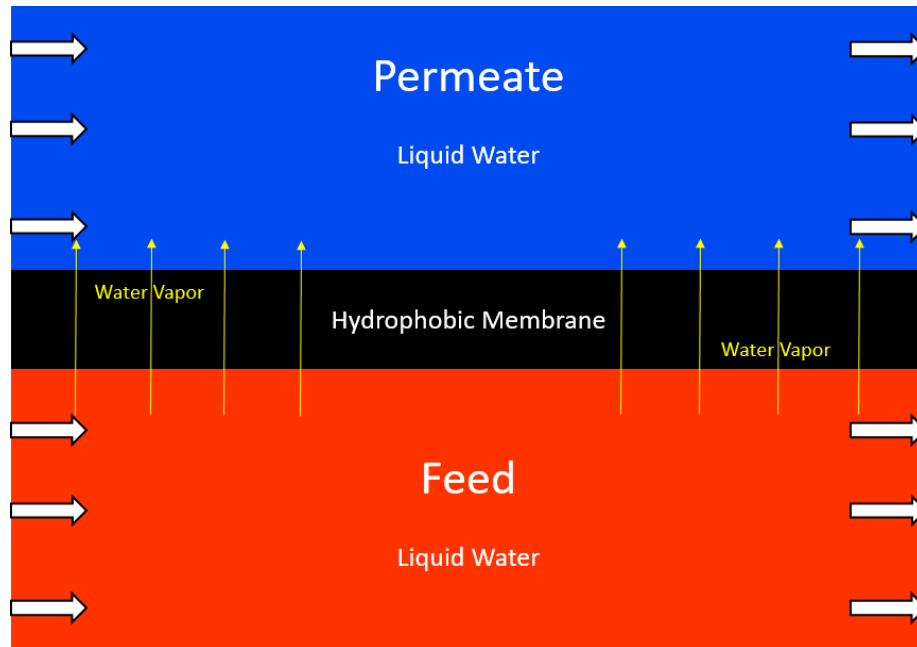 Permeate
Liquid Water
Water Vapor
Hydrophobic Membrane
Water Vapor
Feed
Liquid Water